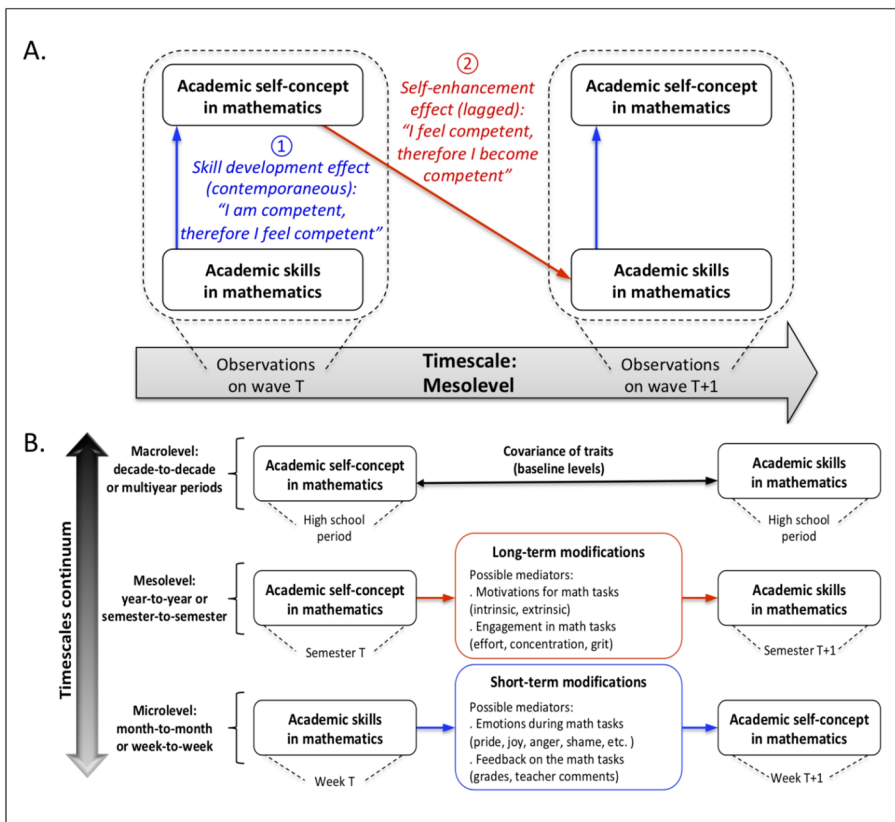 A.
Academic self-concept
in mathematics
①
Skill development effect
(contemporaneous):
“I am competent,
therefore I feel competent”
Academic skills
in mathematics
②
Self-enhancement
effect (lagged):
“I feel competent,
therefore I become
competent”
Academic self-concept
in mathematics
Academic skills
in mathematics
Observations
on wave T
Timescale:
Mesolevel
Observations
on wave T+1
B.
Timescales continuum
Macrolevel:
decade-to-decade
or multiyear periods
Academic self-concept
in mathematics
High school
period
Covariance of traits
(baseline levels)
Academic skills
in mathematics
High school
period
Mesolevel:
year-to-year or
semester-to-semester
Academic self-concept
in mathematics
Semester T
Long-term modifications
Possible mediators:
. Motivations for math tasks
(intrinsic, extrinsic)
. Engagement in math tasks
(effort, concentration, grit)
Academic skills
in mathematics
Semester T+1
Microlevel:
month-to-month
or week-to-week
Academic skills
in mathematics
Week T
Short-term modifications
Possible mediators:
. Emotions during math tasks
(pride, joy, anger, shame, etc. )
. Feedback on the math tasks
(grades, teacher comments)
Academic self-concept
in mathematics
Week T+1